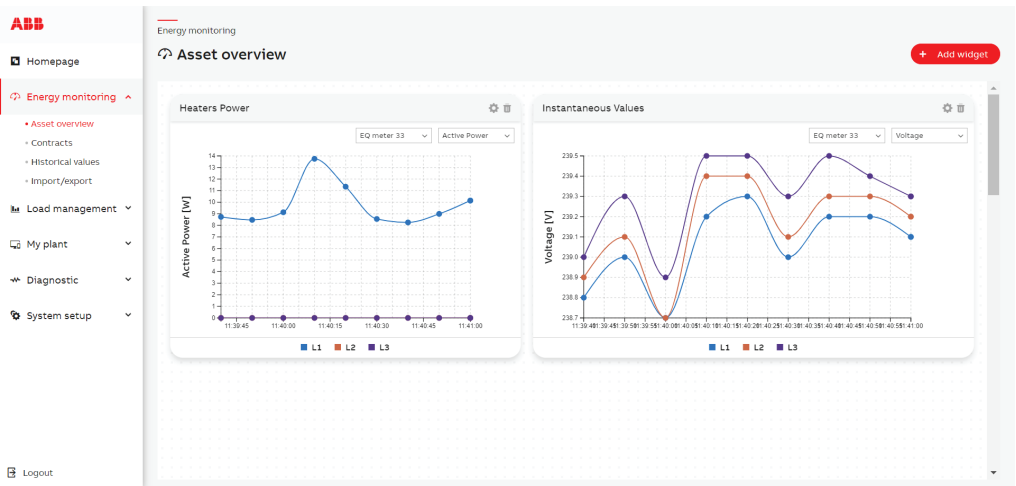 ABB
Homepage
Energy monitoring
Asset overview
Contracts
Historical values
Import/export
Load management
My plant
Diagnostic
System setup
Logout
Energy monitoring
Asset overview
+ Add widget
Heaters Power
EQ meter 33
Active Power
Active Power [W]
14
13
12
11
10
9
8
7
6
5
4
3
2
1
0
11:39:45 11:40:00 11:40:15 11:40:30 11:40:45 11:41:00
L1 L2 L3
Instantaneous Values
EQ meter 33
Voltage
Voltage [V]
239.5
239.4
239.3
239.2
239.1
239.0
238.9
238.8
238.7
11:41:00
L1 L2 L3